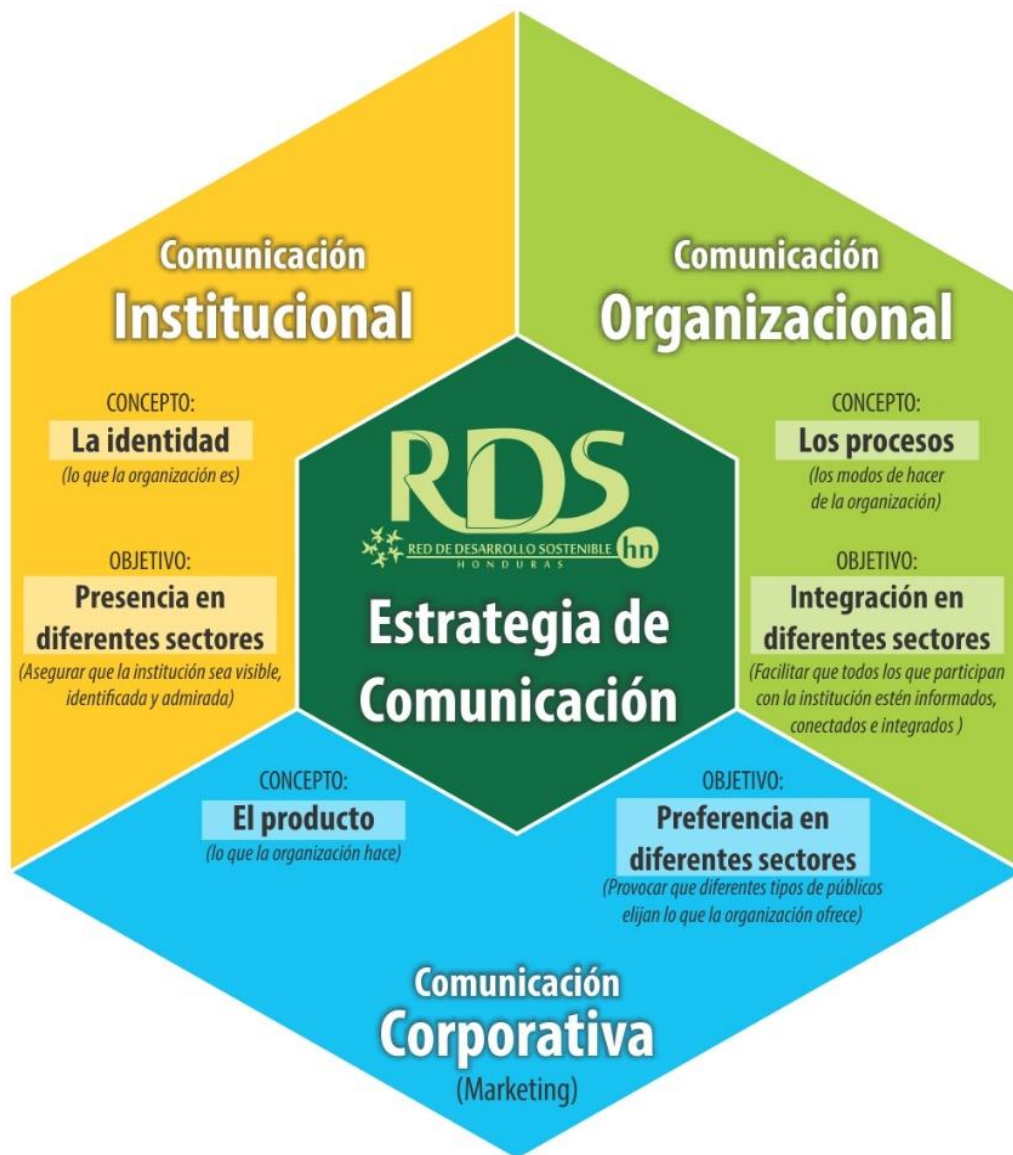 Comunicación
Institucional
CONCEPTO:
La identidad
(lo que la organización es)
OBJETIVO:
Presencia en
diferentes sectores
(Asegurar que la institución sea visible,
identificada y admirada)
Comunicación
Organizacional
CONCEPTO:
Los procesos
(los modos de hacer
de la organización)
OBJETIVO:
Integración en
diferentes sectores
(Facilitar que todos los que participan
con la institución estén informados,
conectados e integrados )
RDS
RED DE DESARROLLO SOSTENIBLE hn
HONDURAS
Estrategia de
Comunicación
CONCEPTO:
El producto
(lo que la organización hace)
OBJETIVO:
Preferencia en
diferentes sectores
(Provocar que diferentes tipos de públicos
elijan lo que la organización ofrece)
Comunicación
Corporativa
(Marketing)